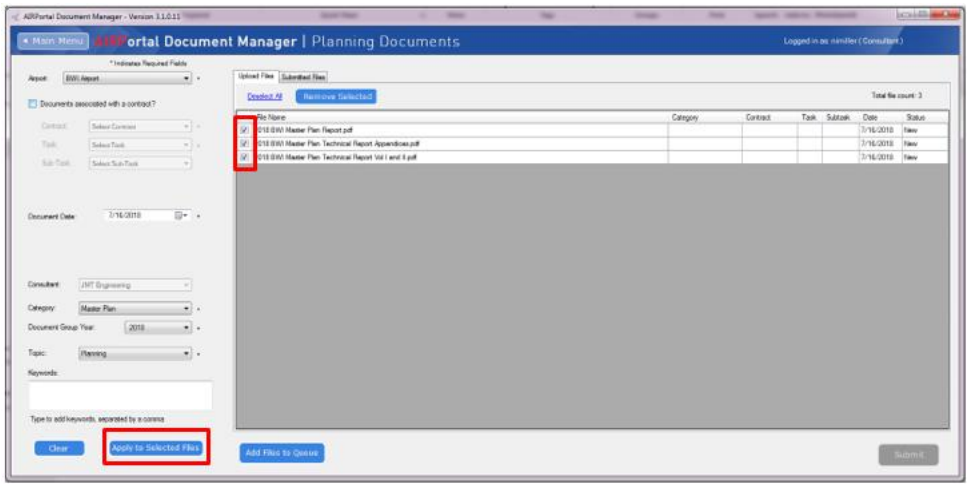 AIRPortal Document Manager - Version 3.1.0.11
◂ Main Menu AIRPortal Document Manager | Planning Documents Logged in as: nimiller ( Consultant )
* Indicates Required Fields
Airport: BWI Airport *
Documents associated with a contract?
Contract: Select Contract *
Task: Select Task *
Sub-Task: Select Sub-Task
Document Date: 7/16/2018 *
Consultant: JMT Engineering
Category: Master Plan *
Document Group Year: 2018 *
Topic: Planning *
Keywords:
Type to add keywords, separated by a comma
Clear Apply to Selected Files
Upload Files Submitted Files
Deselect All Remove Selected Total file count: 3
File Name Category Contract Task Subtask Date Status
2018 BWI Master Plan Report.pdf 7/16/2018 New
2018 BWI Master Plan Technical Report Appendices.pdf 7/16/2018 New
2018 BWI Master Plan Technical Report Vol I and II.pdf 7/16/2018 New
Add Files to Queue Submit